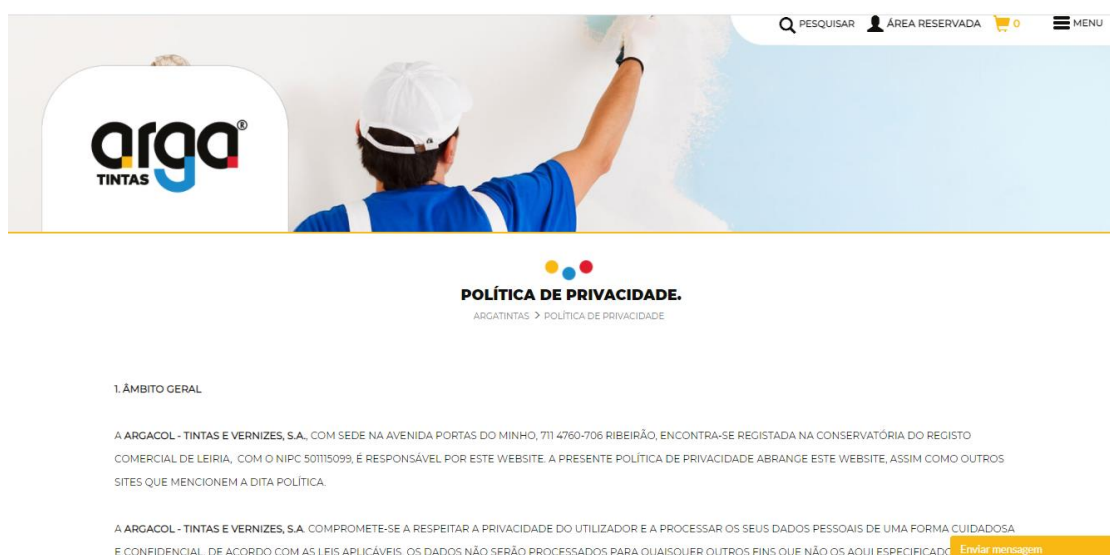 PESQUISAR ÁREA RESERVADA 0 MENU
arga®
TINTAS
POLÍTICA DE PRIVACIDADE.
ARGATINTAS > POLÍTICA DE PRIVACIDADE
1. ÂMBITO GERAL
A ARGACOL - TINTAS E VERNIZES, S.A., COM SEDE NA AVENIDA PORTAS DO MINHO, 711 4760-706 RIBEIRÃO, ENCONTRA-SE REGISTADA NA CONSERVATÓRIA DO REGISTO
COMERCIAL DE LEIRIA, COM O NIPC 501115099, É RESPONSÁVEL POR ESTE WEBSITE. A PRESENTE POLÍTICA DE PRIVACIDADE ABRANGE ESTE WEBSITE, ASSIM COMO OUTROS
SITES QUE MENCIONEM A DITA POLÍTICA.
A ARGACOL - TINTAS E VERNIZES, S.A. COMPROMETE-SE A RESPEITAR A PRIVACIDADE DO UTILIZADOR E A PROCESSAR OS SEUS DADOS PESSOAIS DE UMA FORMA CUIDADOSA
E CONFIDENCIAL, DE ACORDO COM AS LEIS APLICÁVEIS. OS DADOS NÃO SERÃO PROCESSADOS PARA QUAISQUER OUTROS FINS QUE NÃO OS AQUI
Enviar mensagem